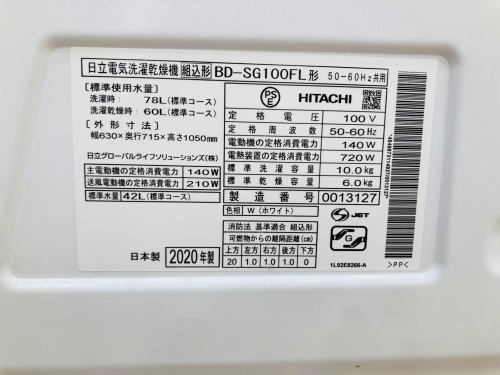 日立電気洗濯乾燥機 組込形 BD-SG100FL形 50-60Hz共用
[標準使用水量]
洗濯時: 78L(標準コース)
洗濯乾燥時: 60L(標準コース)
[外形寸法]
幅630×奥行715×高さ1050mm
日立グローバルライフソリューションズ(株)
主電動機の定格消費電力 140W
送風電動機の定格消費電力 210W
標準水量 42L(標準コース)
日本製 2020年製
PSE HITACHI
定格電圧 100V
定格周波数 50-60Hz
電動機の定格消費電力 140W
電熱装置の定格消費電力 720W
標準洗濯容量 10.0kg
標準乾燥容量 6.0kg
製造番号 0013127
色相 W(ホワイト)
消防法 基準適合 組込形
可燃物からの離隔距離(cm)
上方 左方 右方 前方 後方 下方
20 1.0 1.0 1.0 1.0 0
S JET
G
1L92E8266-A
>PP<